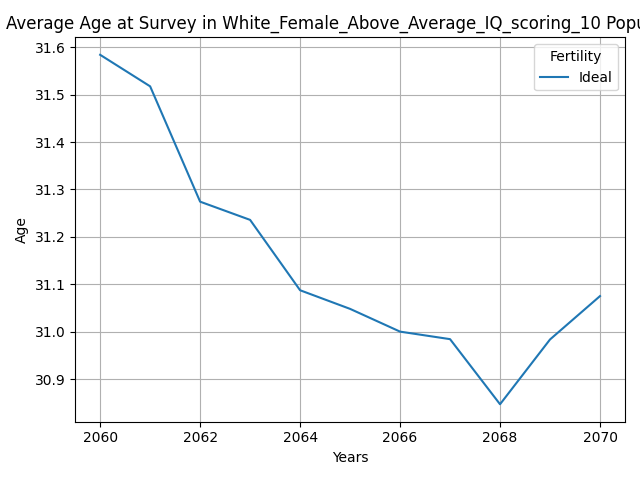 Average Age at Survey in White_Female_Above_Average_IQ_scoring_10 Popu
Fertility
Ideal
31.6
31.5
31.4
31.3
31.2
31.1
31.0
30.9
Age
2060 2062 2064 2066 2068 2070
Years